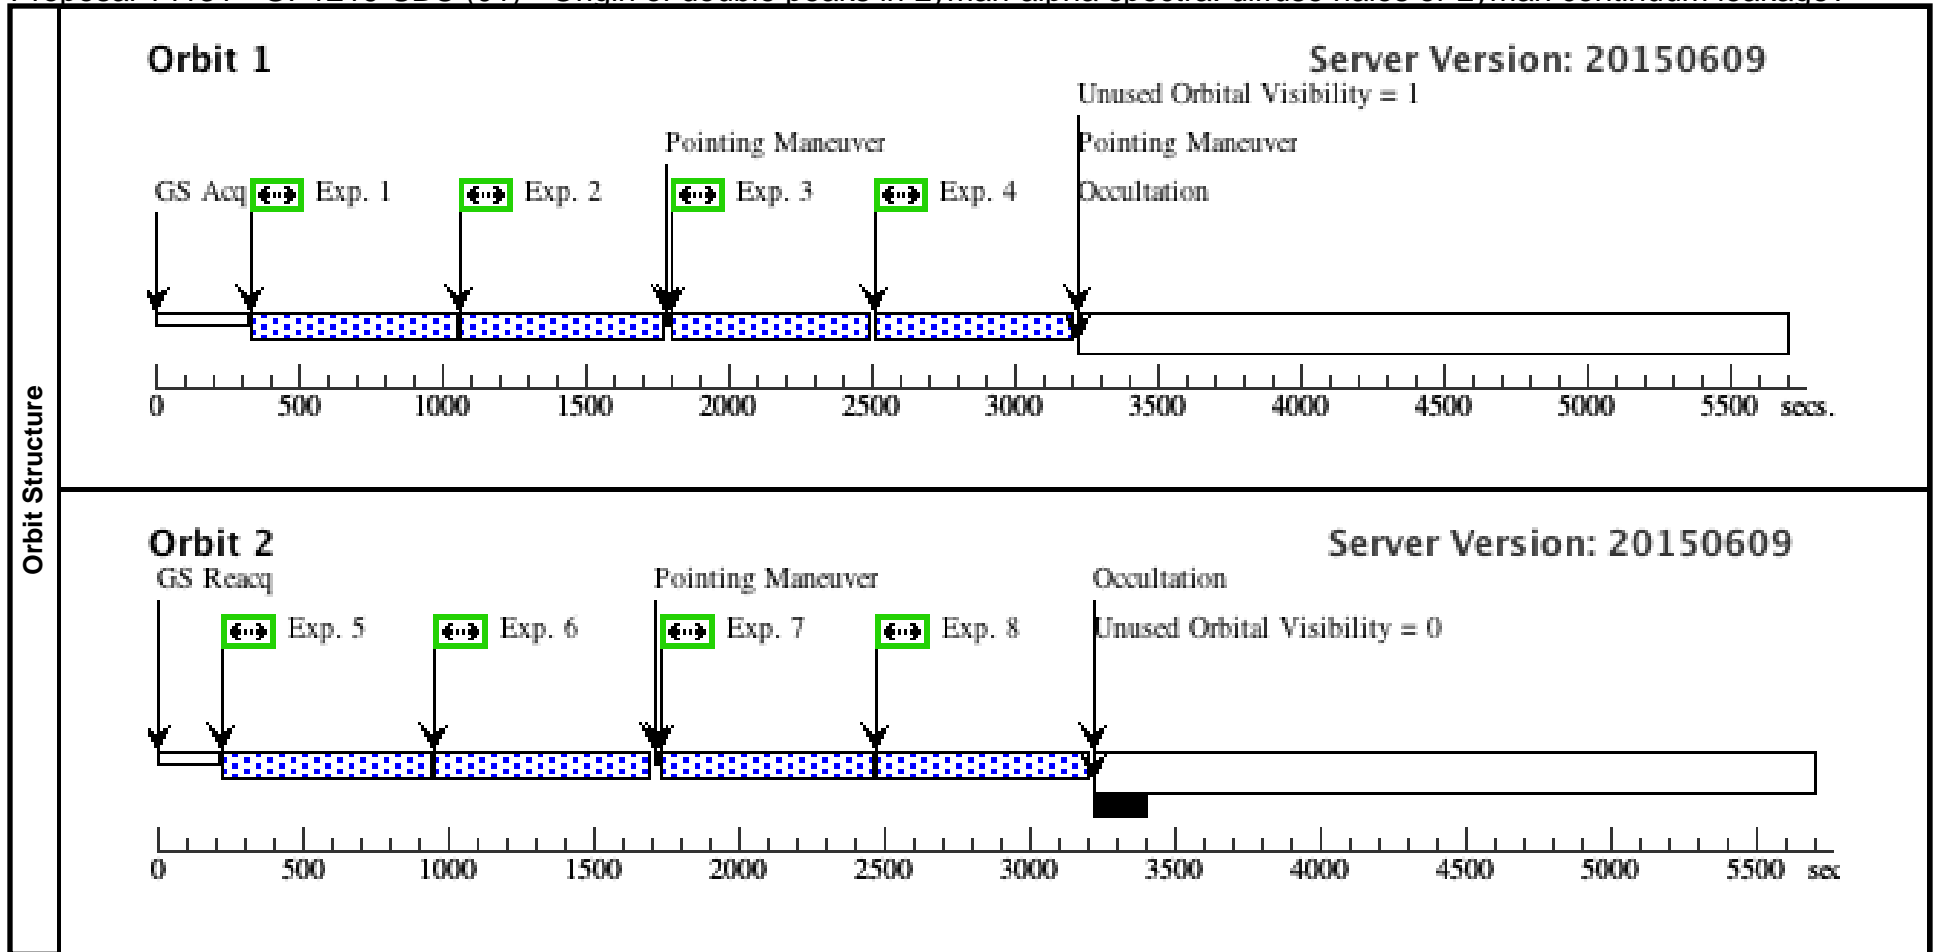 Orbit Structure
Orbit 1
Server Version: 20150609
Unused Orbital Visibility = 1
Pointing Maneuver
Pointing Maneuver
GS Acq
Exp. 1
Exp. 2
Exp. 3
Exp. 4
Occultation
0 500 1000 1500 2000 2500 3000 3500 4000 4500 5000 5500 secs.
Orbit 2
Server Version: 20150609
GS Reacq
Pointing Maneuver
Occultation
Exp. 5
Exp. 6
Exp. 7
Exp. 8
Unused Orbital Visibility = 0
0 500 1000 1500 2000 2500 3000 3500 4000 4500 5000 5500 sec